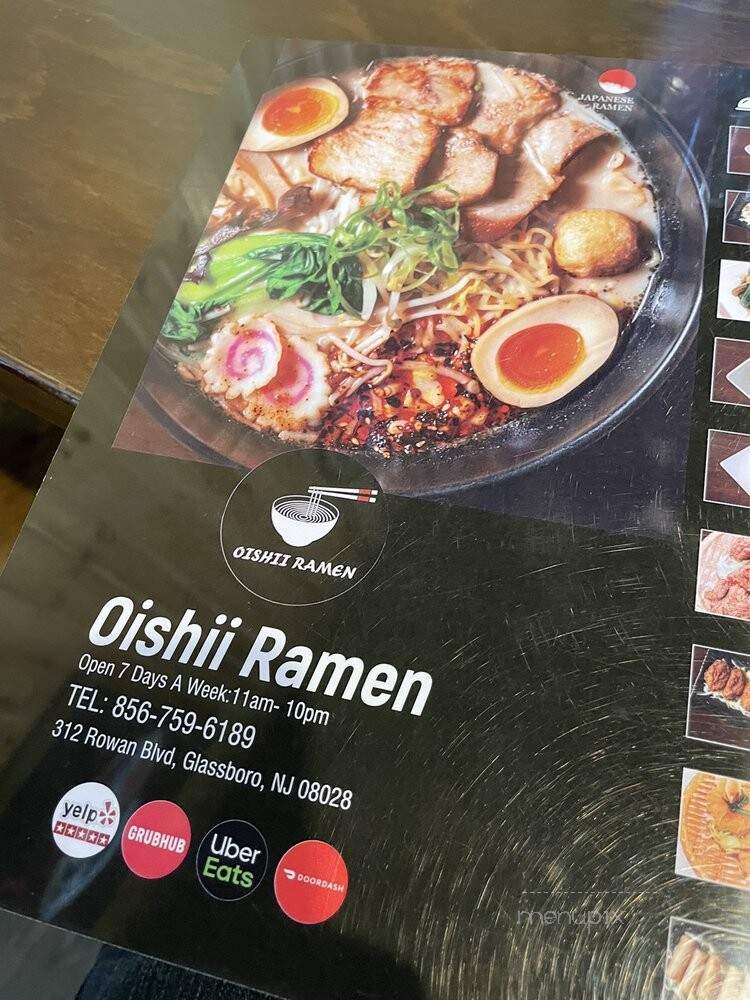 JAPANESE
RAMEN
OISHII RAMEN
Oishii Ramen
Open 7 Days A Week:11am- 10pm
TEL: 856-759-6189
312 Rowan Blvd, Glassboro, NJ 08028
yelp
GRUBHUB
Uber
Eats
DOORDASH
menupix